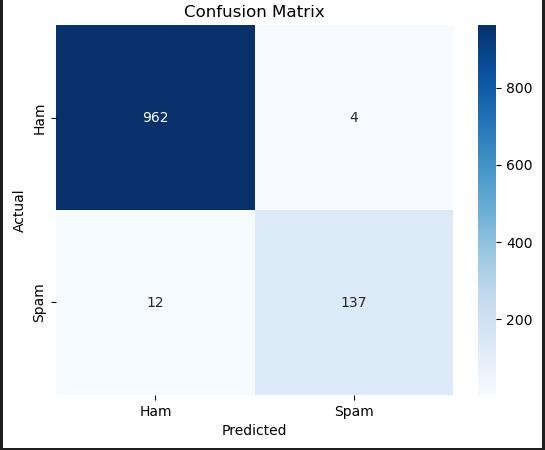 Confusion Matrix
Actual
Ham
962
4
800
600
400
200
Spam
12
137
Ham
Spam
Predicted